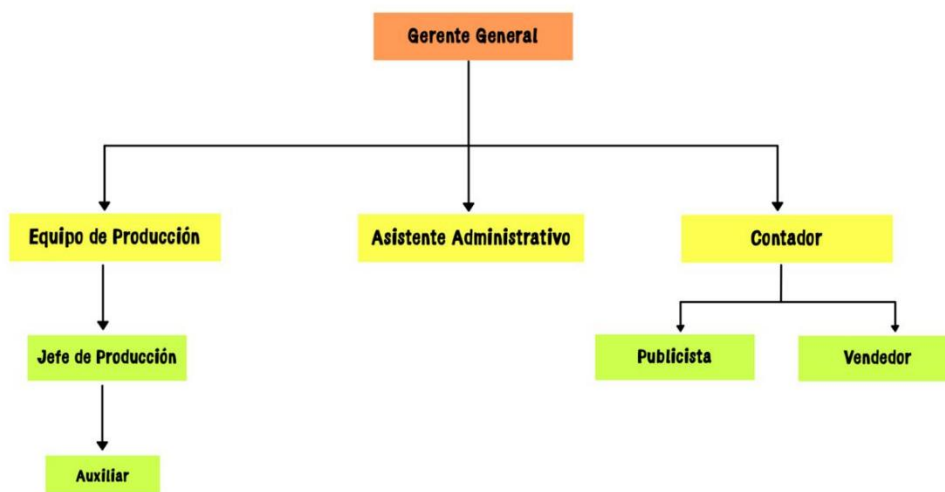 Gerente General
Equipo de Producción
Asistente Administrativo
Contador
Jefe de Producción
Publicista
Vendedor
Auxiliar